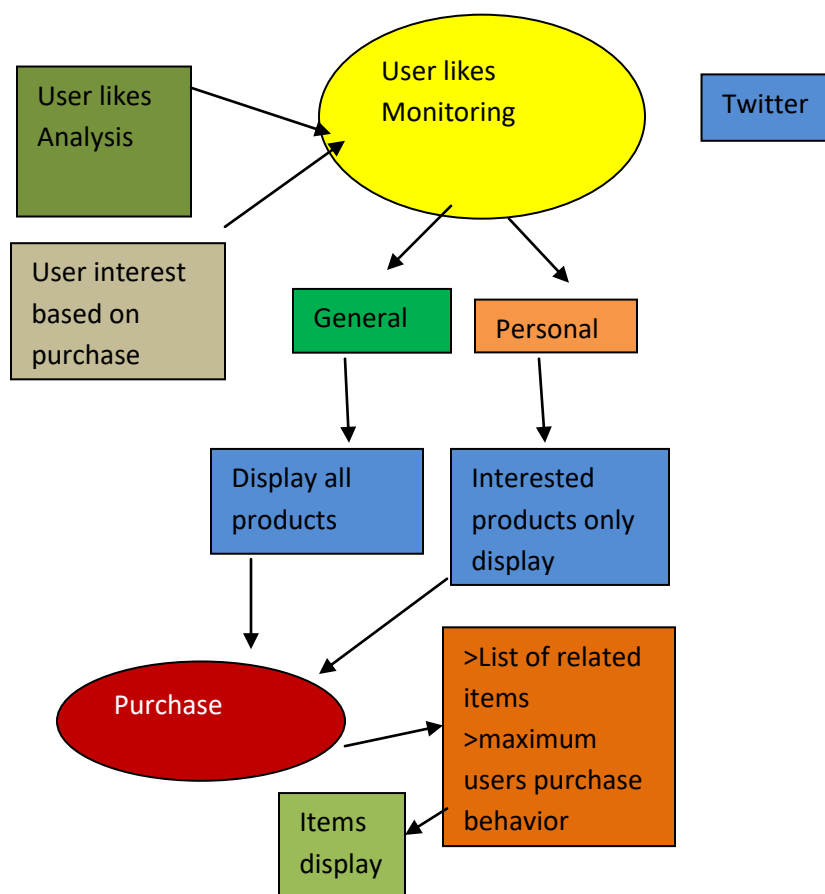 User likes
Monitoring
User likes
Analysis
Twitter
User interest
based on
purchase
General
Personal
Display all
products
Interested
products only
display
>List of related
items
>maximum
users purchase
behavior
Purchase
Items
display